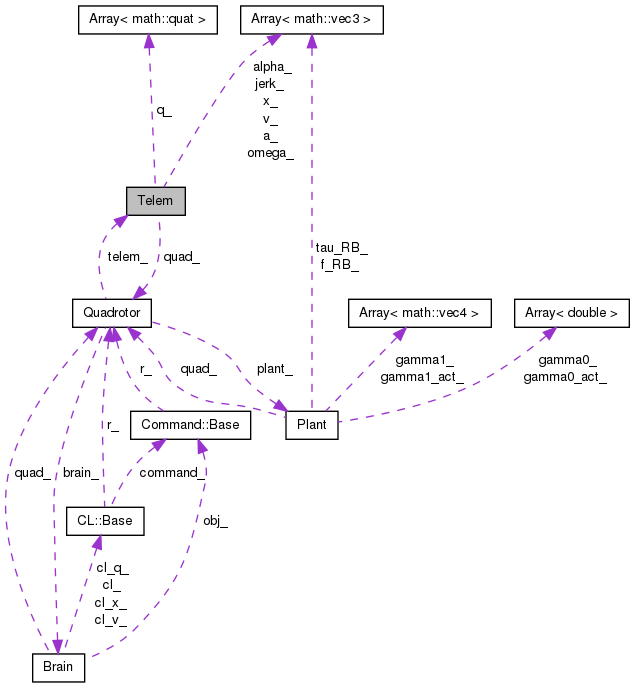 Array< math::quat >
Array< math::vec3 >
alpha_
jerk_
x_
v_
a_
omega_
q_
Telem
telem_
quad_
tau_RB_
f_RB_
Quadrotor
Array< math::vec4 >
Array< double >
r_
quad_
plant_
gamma1_
gamma1_act_
gamma0_
gamma0_act_
Command::Base
Plant
r_
quad_
brain_
command_
CL::Base
obj_
cl_q_
cl_
cl_x_
cl_v_
Brain